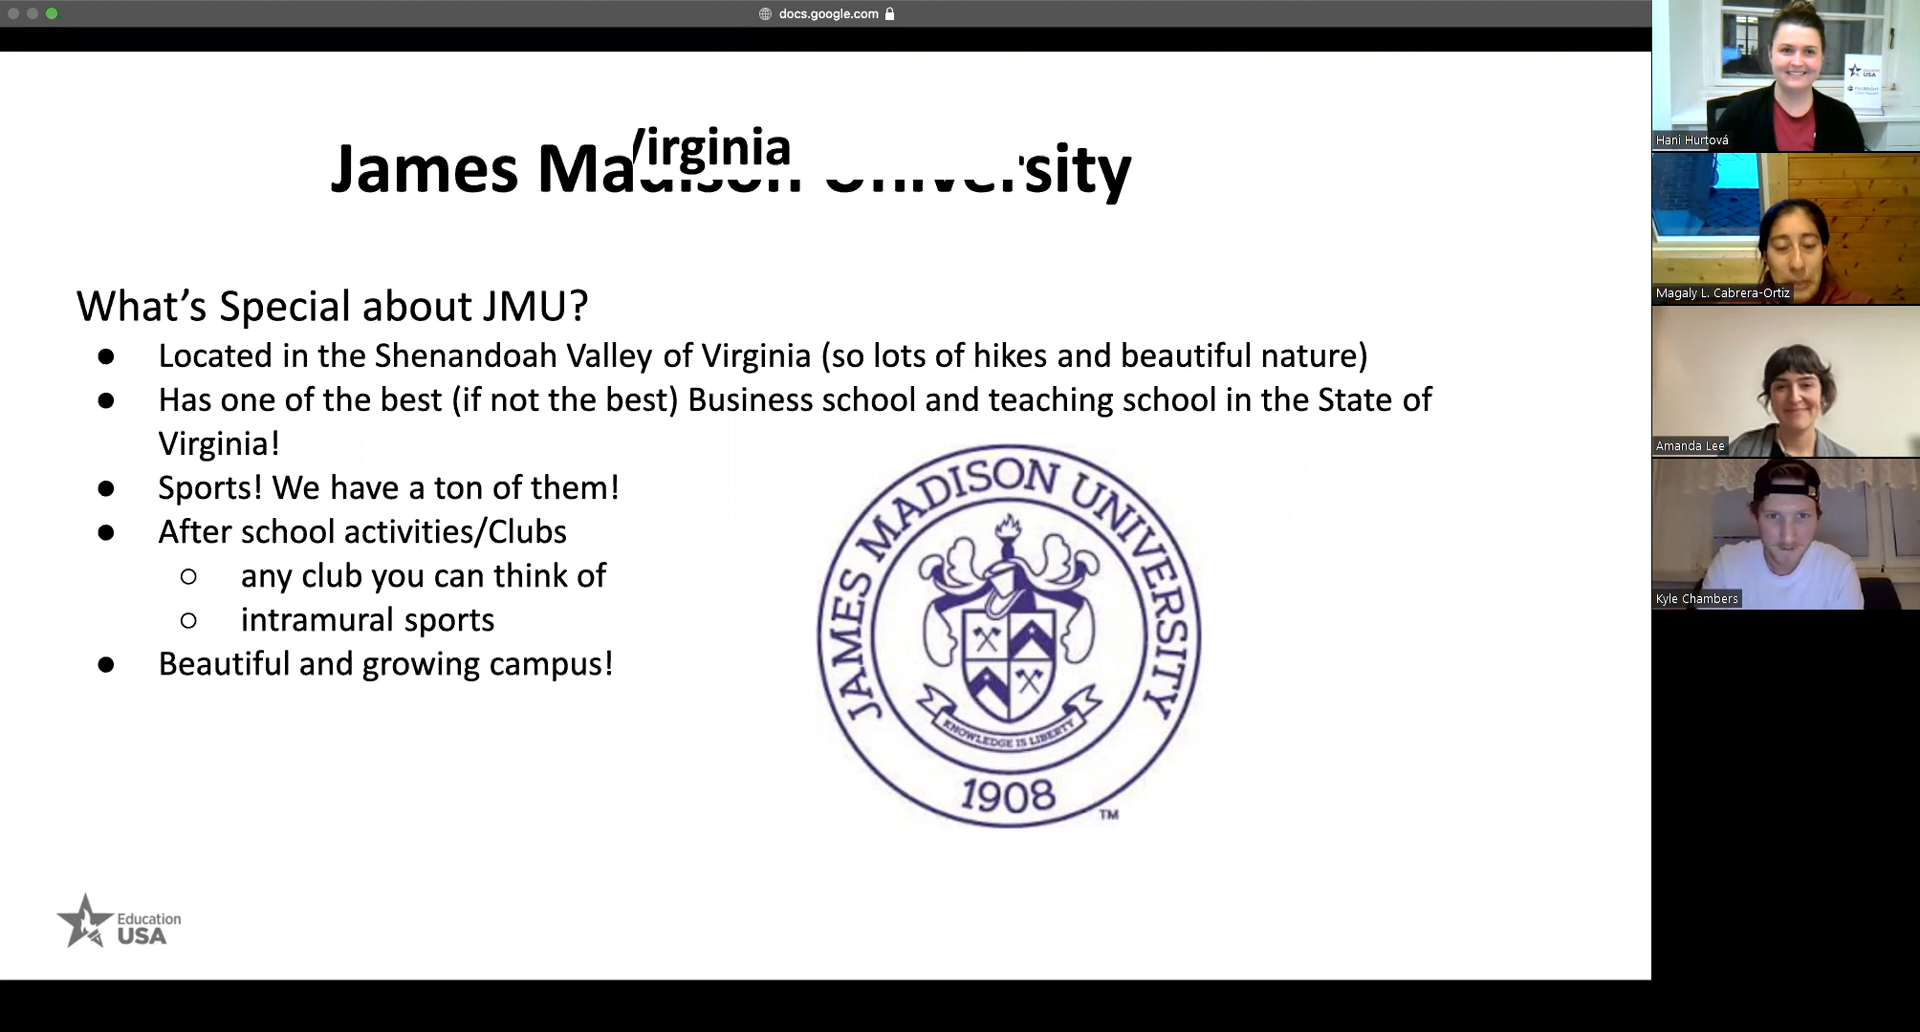 docs.google.com
James Madison University
Virginia
What's Special about JMU?
● Located in the Shenandoah Valley of Virginia (so lots of hikes and beautiful nature)
● Has one of the best (if not the best) Business school and teaching school in the State of
Virginia!
● Sports! We have a ton of them!
● After school activities/Clubs
○ any club you can think of
○ intramural sports
● Beautiful and growing campus!
JAMES MADISON UNIVERSITY
KNOWLEDGE IS LIBERTY
1908
TM
Education
USA
Education
USA
Hani Hurtová
Magaly L. Cabrera-Ortiz
Amanda Lee
Kyle Chambers